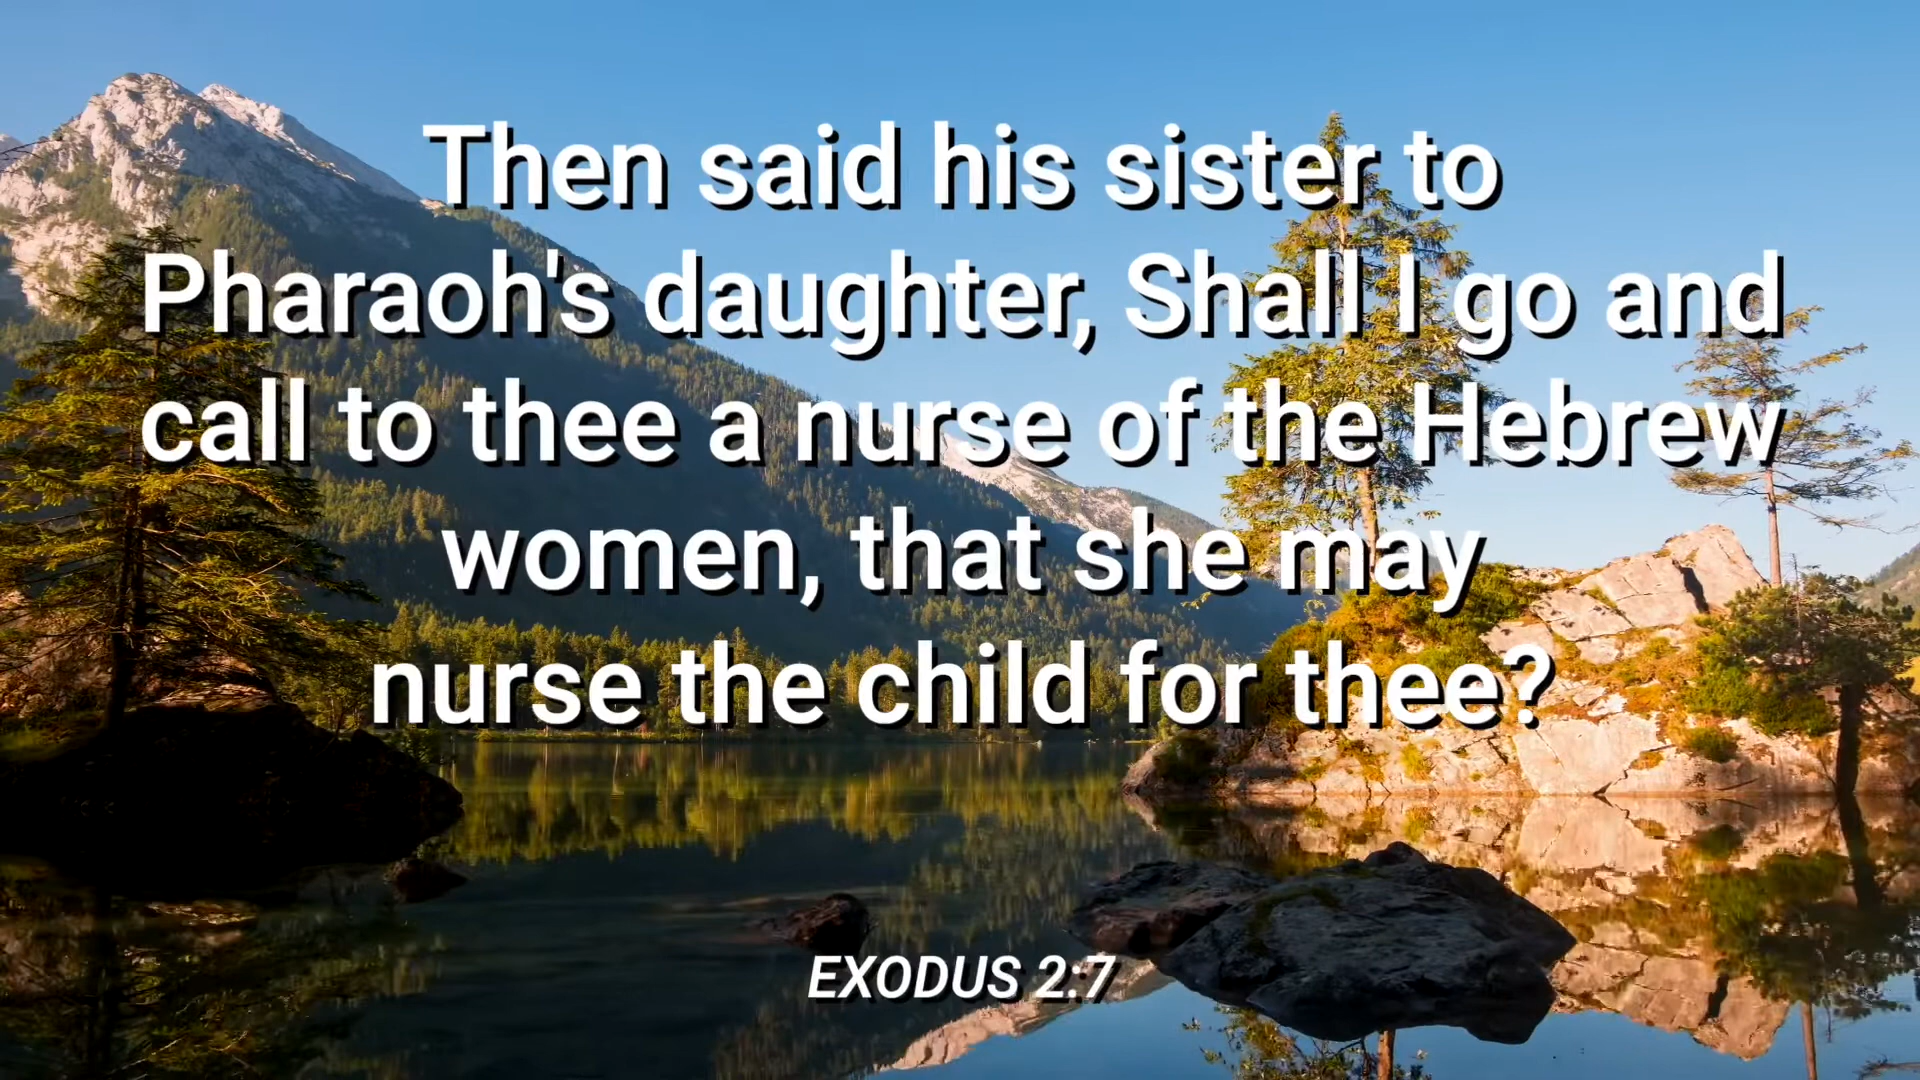 Then said his sister to
Pharaoh's daughter, Shall I go and
call to thee a nurse of the Hebrew
women, that she may
nurse the child for thee?
EXODUS 2:7